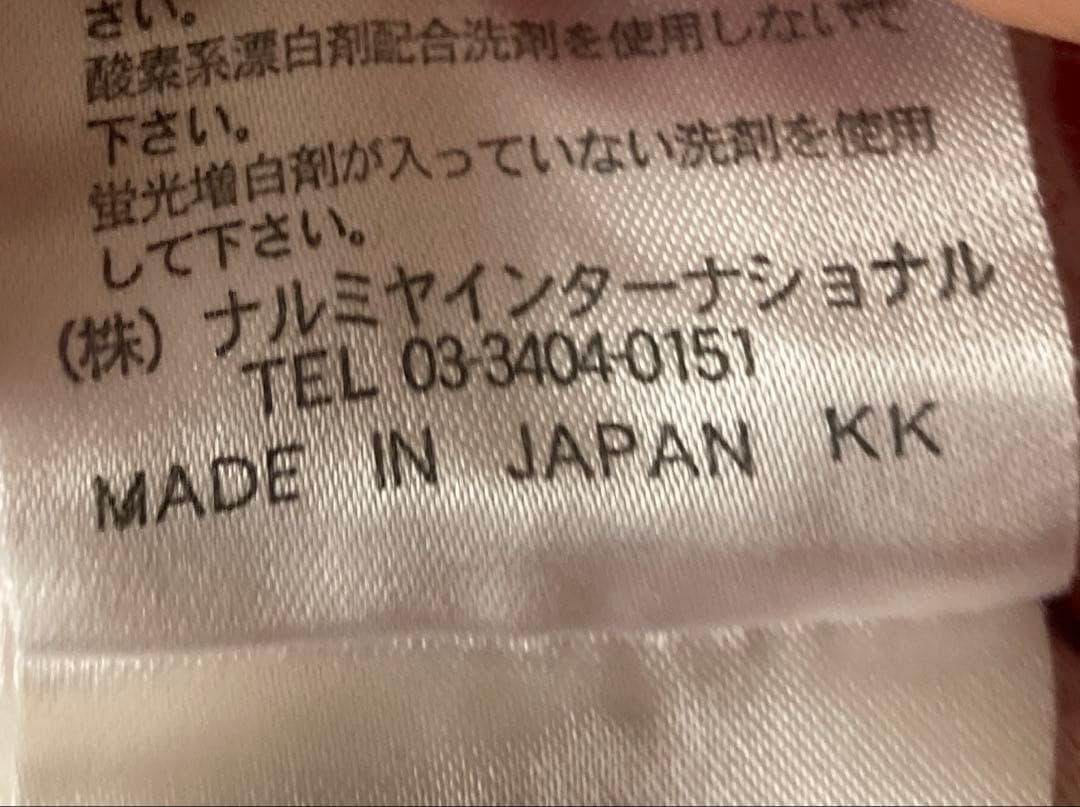 さい。
酸素系漂白剤配合洗剤を使用しないで
下さい。
蛍光増白剤が入っていない洗剤を使用
して下さい。
(株) ナルミヤインターナショナル
TEL 03-3404-0151
MADE IN JAPAN KK